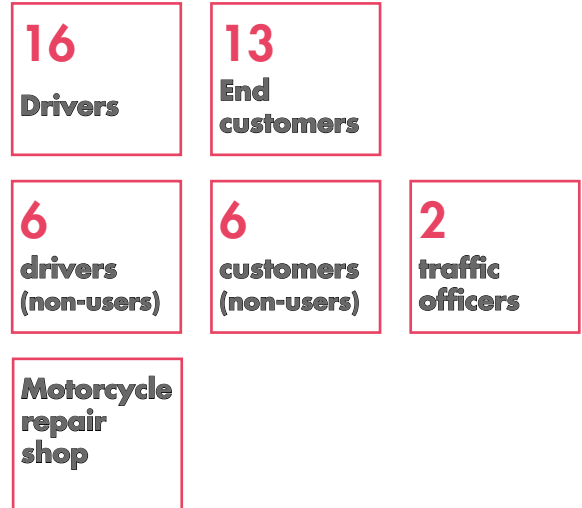 16
Drivers
13
End
customers
6
drivers
(non-users)
6
customers
(non-users)
2
traffic
officers
Motorcycle
repair
shop